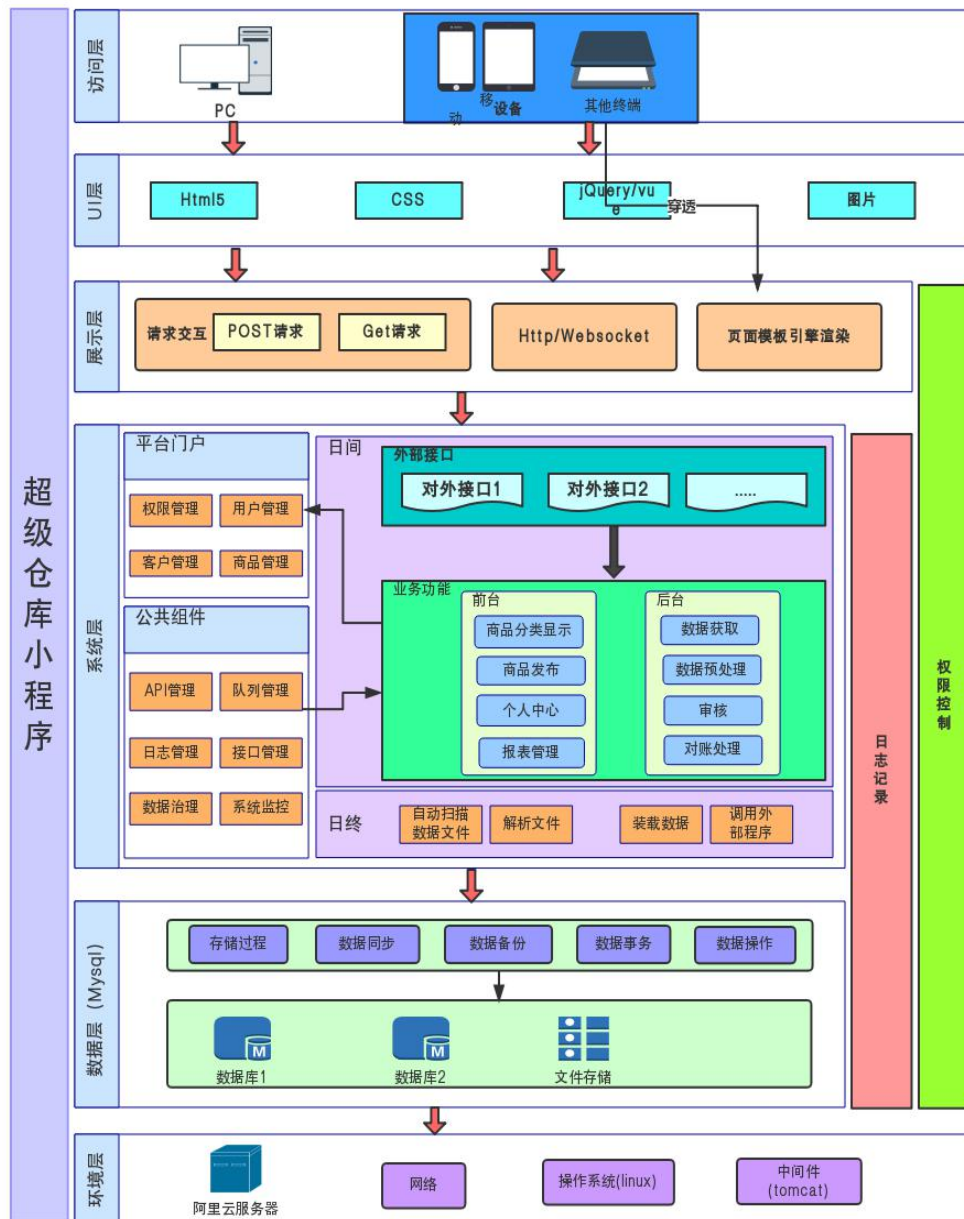 超级仓库小程序
访问层
PC
移
动
设备
其他终端
UI层
Html5
CSS
jQuery/vu
e
图片
穿透
展示层
请求交互
POST请求
Get请求
Http/Websocket
页面模板引擎渲染
系统层
平台门户
权限管理
用户管理
客户管理
商品管理
公共组件
API管理
队列管理
日志管理
接口管理
数据治理
系统监控
日间
外部接口
对外接口1
对外接口2
.....
业务功能
前台
商品分类显示
商品发布
个人中心
报表管理
后台
数据获取
数据预处理
审核
对账处理
日终
自动扫描
数据文件
解析文件
装载数据
调用外
部程序
日志记录
权限控制
数据层（Mysql)
存储过程
数据同步
数据备份
数据事务
数据操作
M
数据库1
M
数据库2
文件存储
环境层
阿里云服务器
网络
操作系统(linux)
中间件
(tomcat)